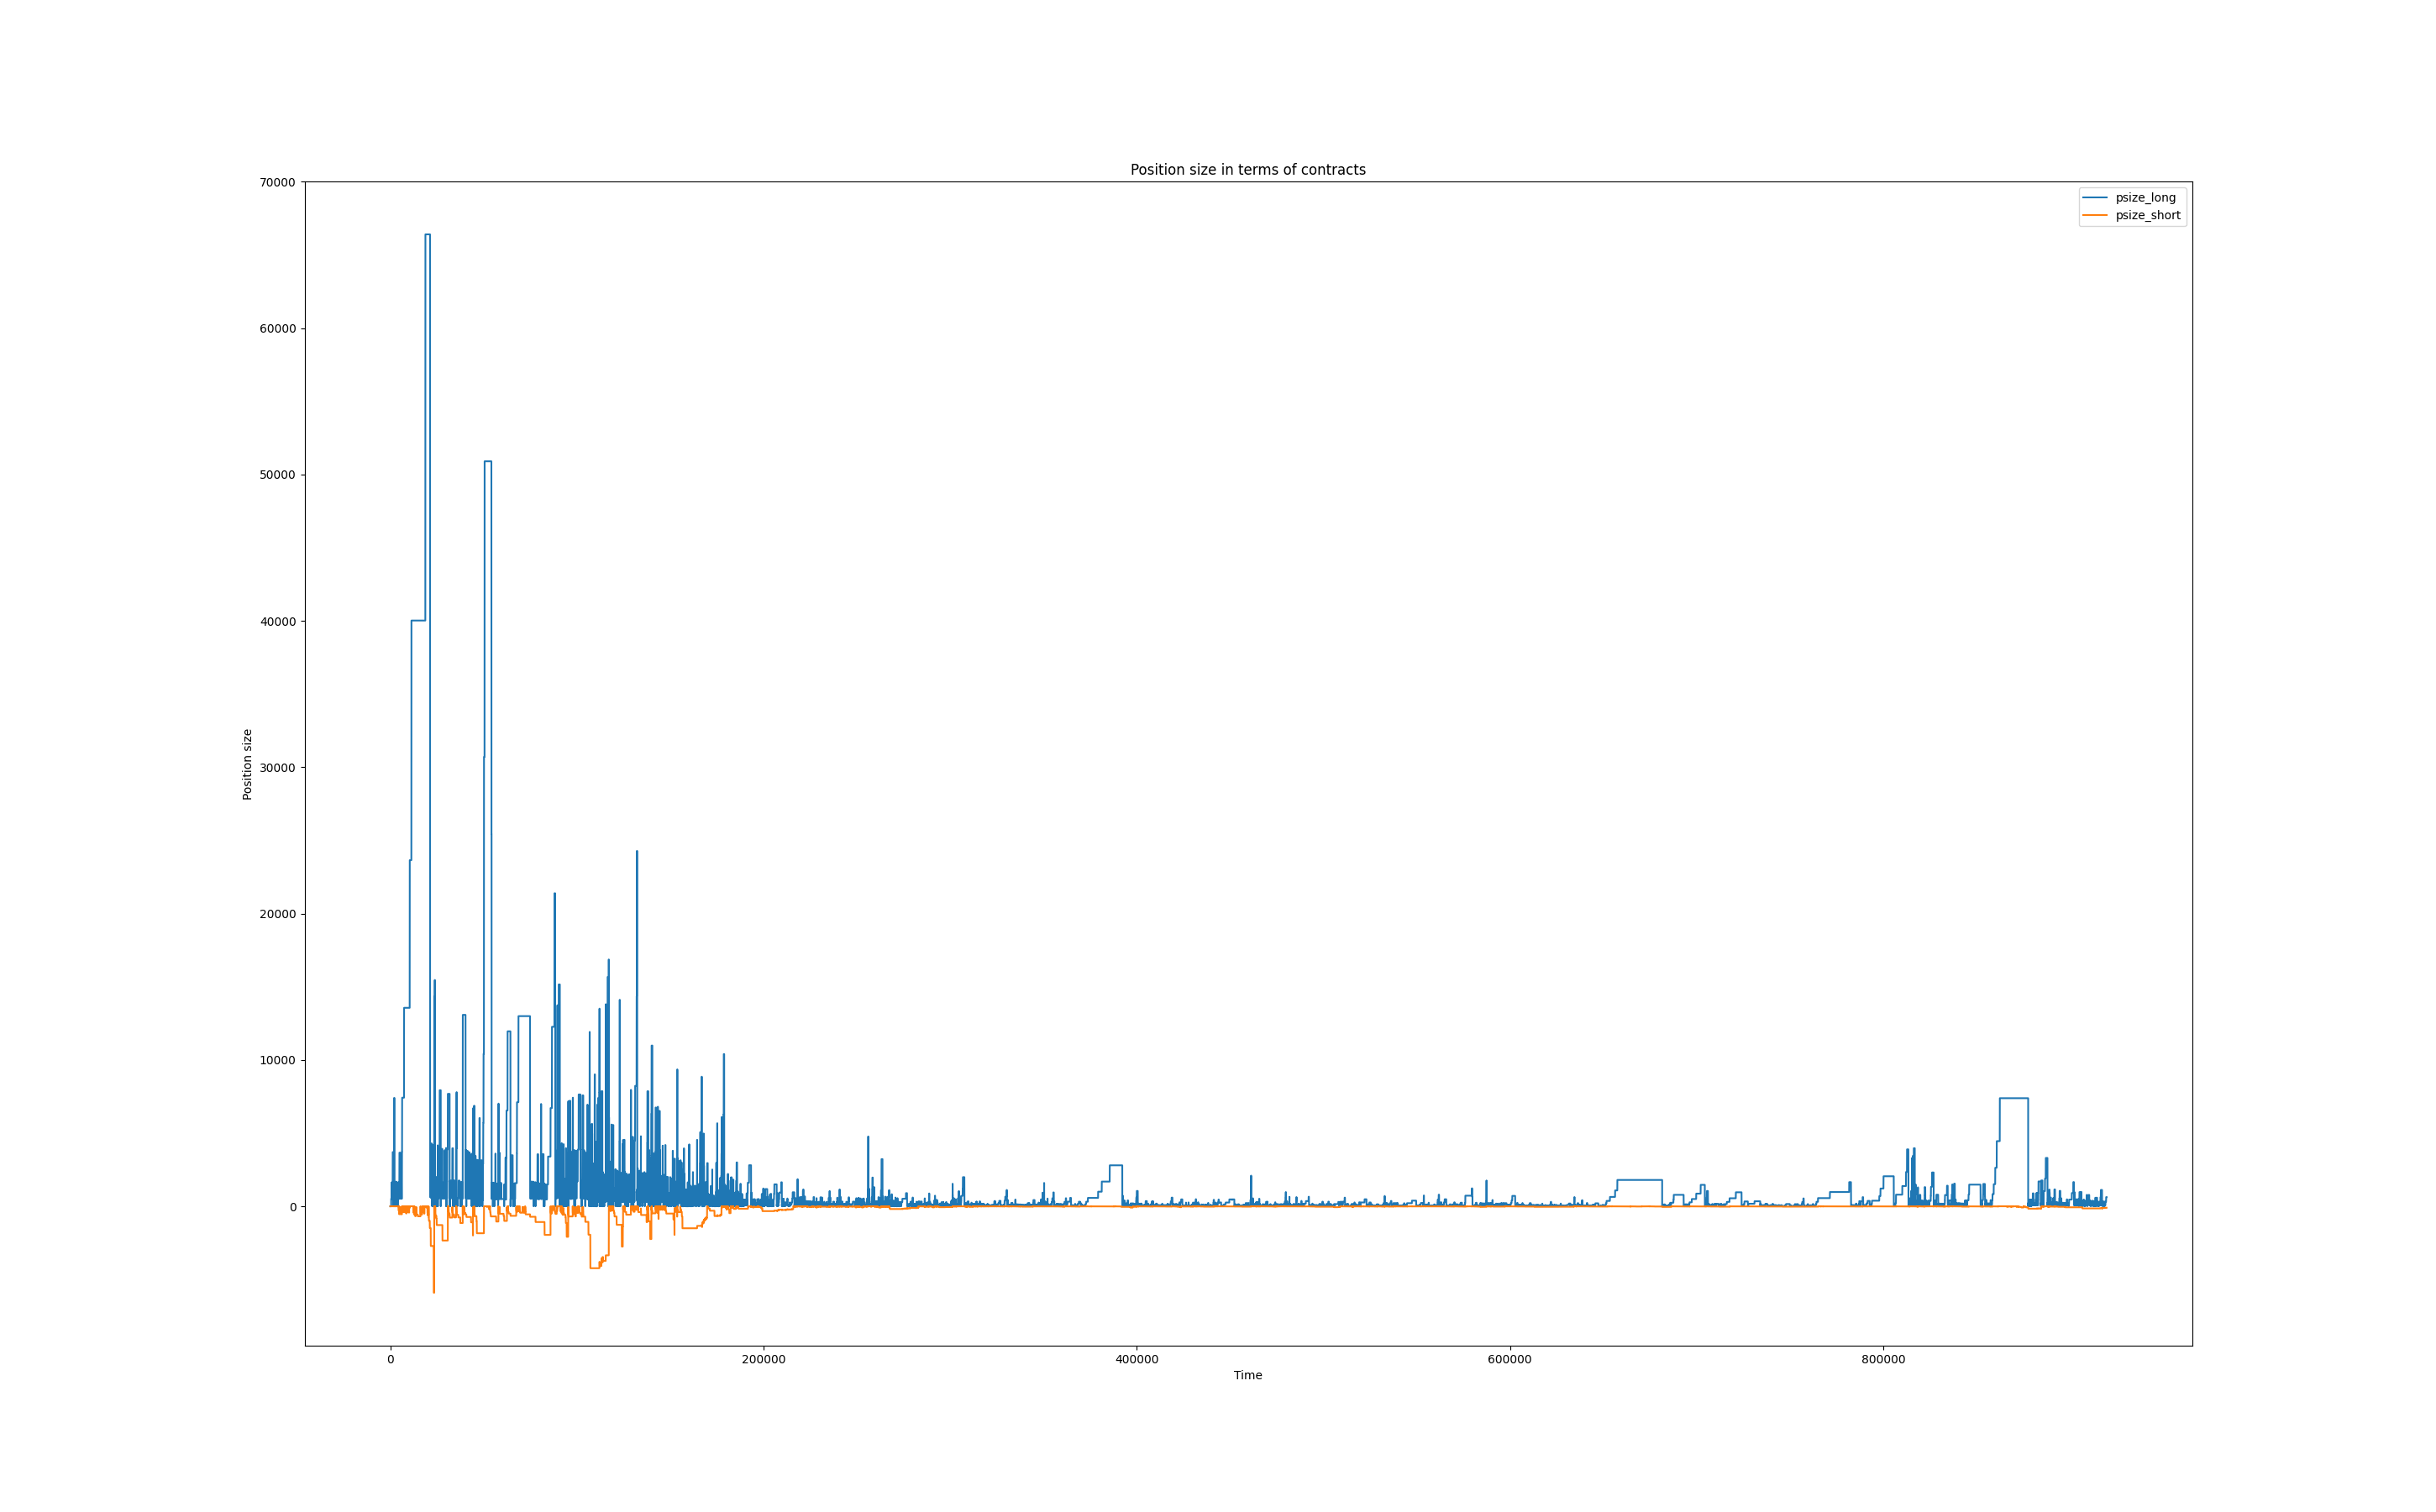 Position size in terms of contracts
psize_long
psize_short
70000
60000
50000
40000
30000
20000
10000
0
Position size
0
200000
400000
600000
800000
Time